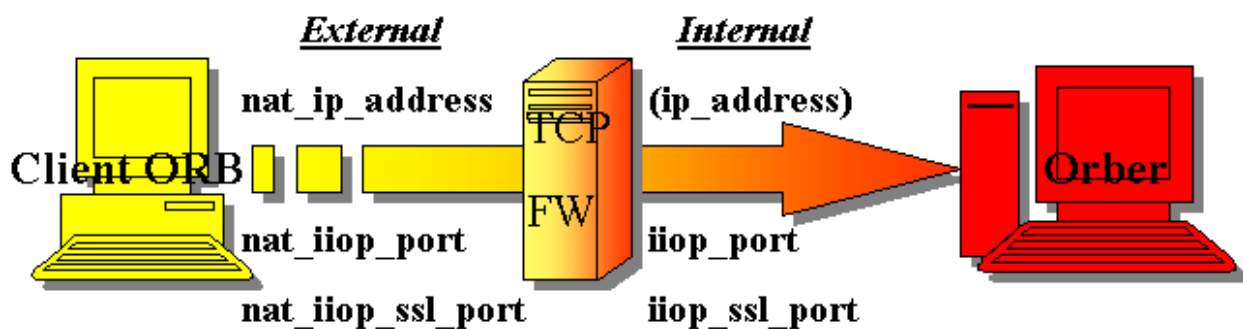 External
Internal
nat_ip_address
(ip_address)
TCP
Client ORB
Orber
FW
nat_iiop_port
iiop_port
nat_iiop_ssl_port
iiop_ssl_port